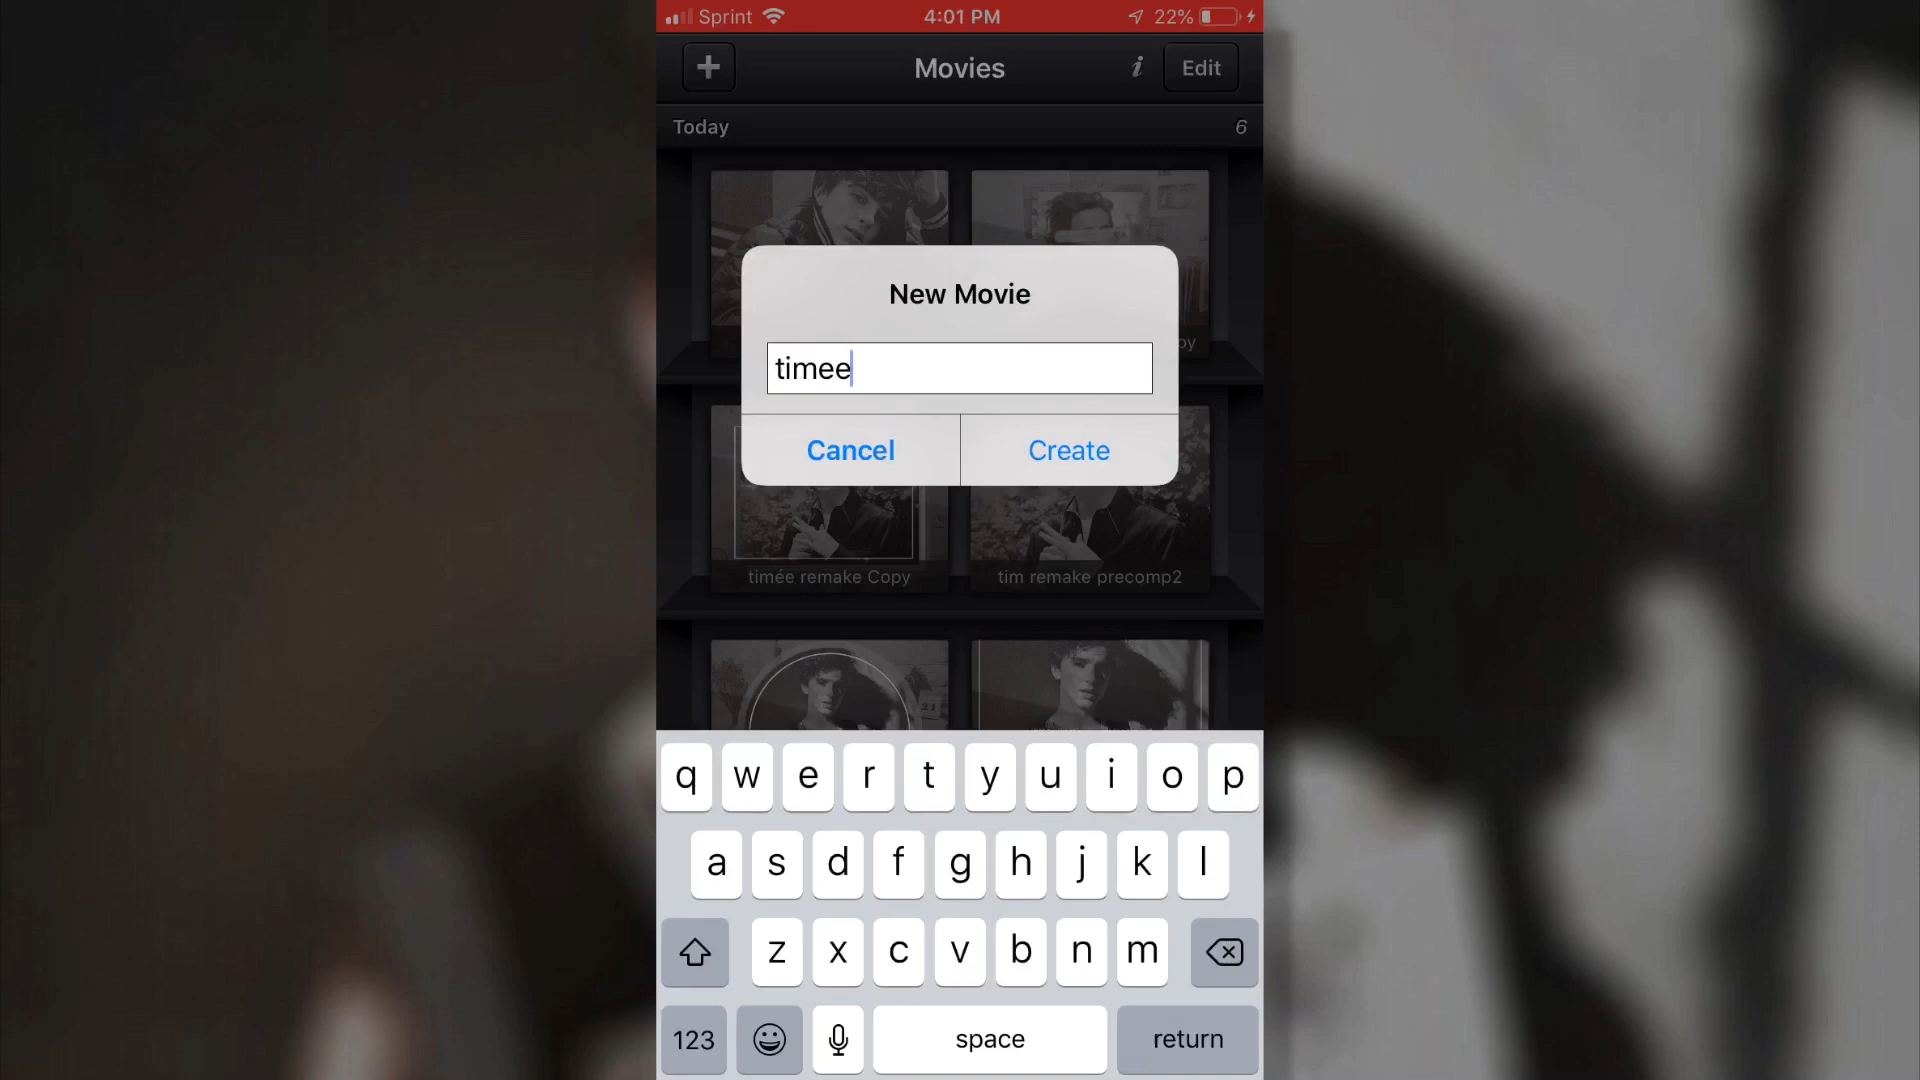 Sprint 4:01 PM 22%
+ Movies i Edit
Today 6
New Movie
timee
py
Cancel Create
timée remake Copy tim remake precomp2
q w e r t y u i o p
a s d f g h j k l
z x c v b n m
123 space return